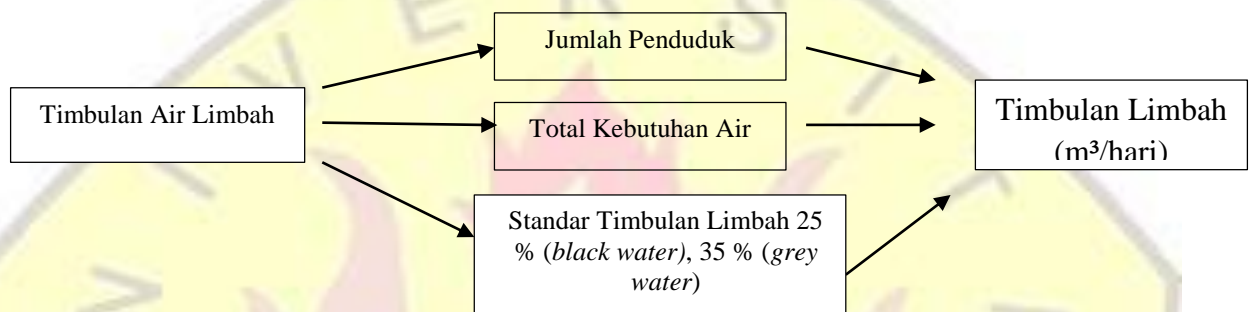 Jumlah Penduduk
Timbulan Air Limbah
Total Kebutuhan Air
Timbulan Limbah
(m³/hari)
Standar Timbulan Limbah 25
% (black water), 35 % (grey
water)